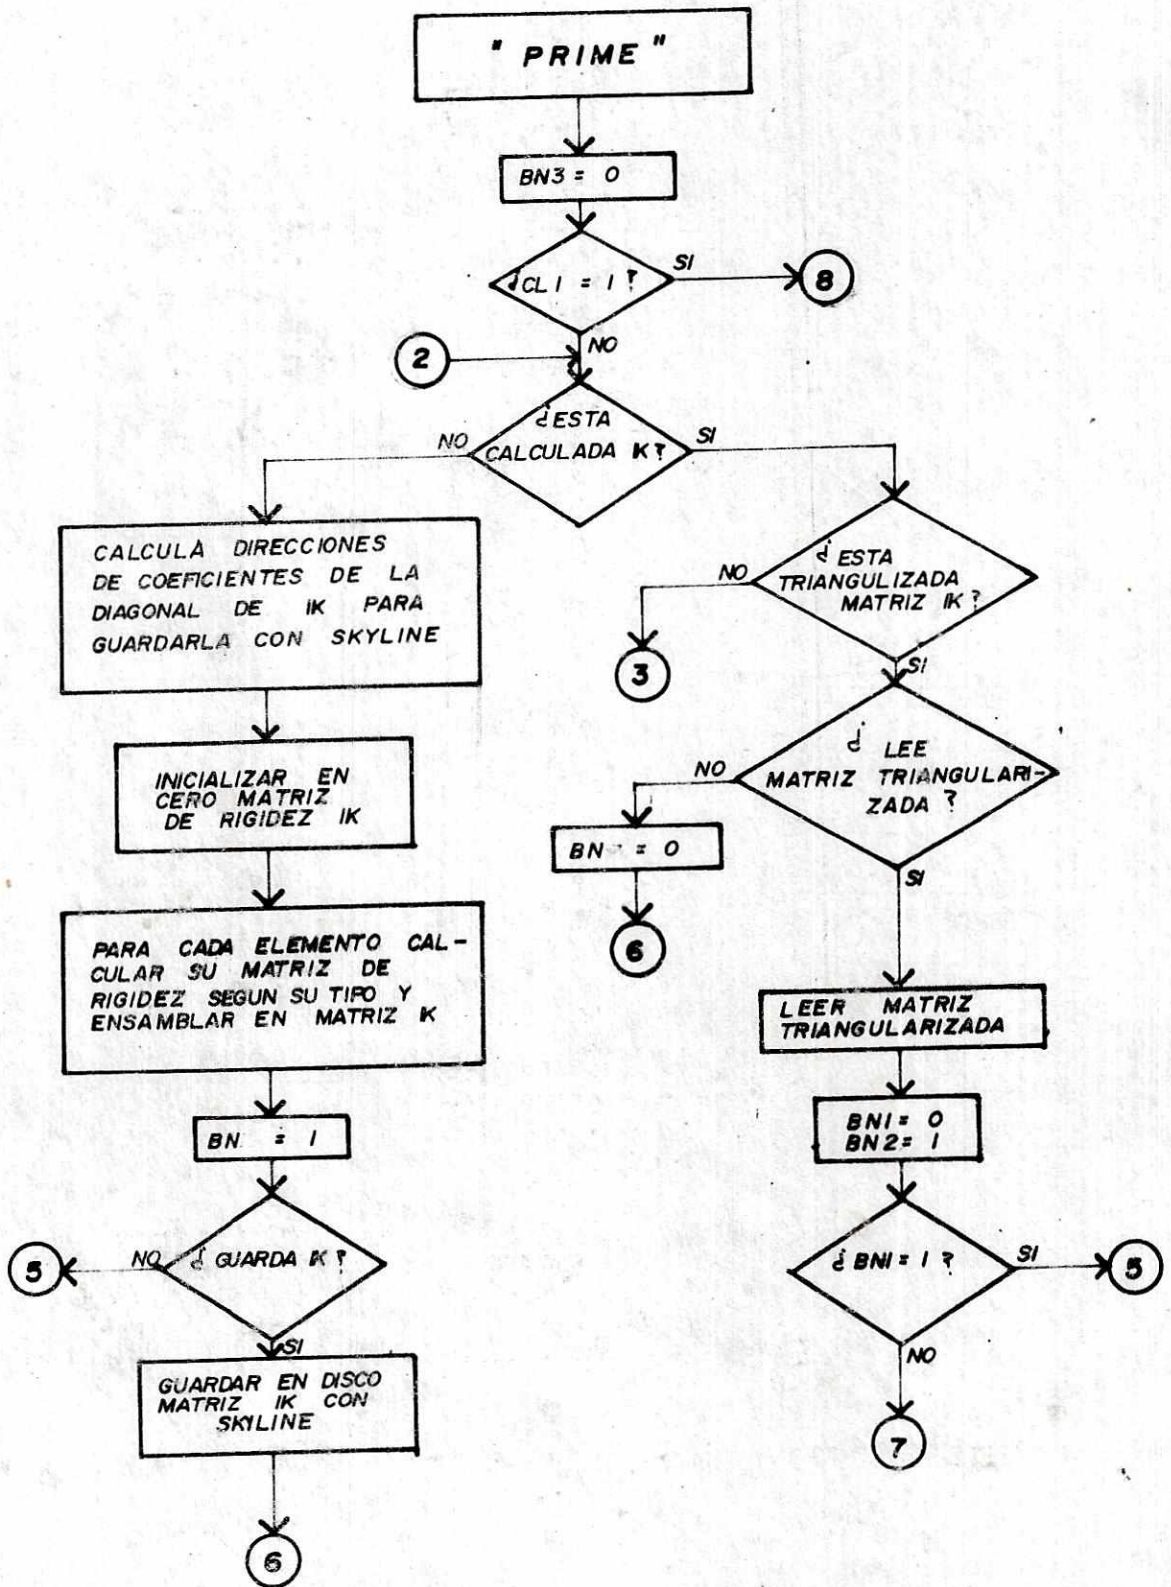 " PRIME "
BN3 = 0
¿CL1 = 1 ?
SI
8
NO
2
¿ESTA
CALCULADA K?
NO
SI
CALCULA DIRECCIONES
DE COEFICIENTES DE LA
DIAGONAL DE IK PARA
GUARDARLA CON SKYLINE
INICIALIZAR EN
CERO MATRIZ
DE RIGIDEZ IK
PARA CADA ELEMENTO CAL-
CULAR SU MATRIZ DE
RIGIDEZ SEGUN SU TIPO Y
ENSAMBLAR EN MATRIZ K
BN = 1
¿ GUARDA K ?
NO
5
SI
GUARDAR EN DISCO
MATRIZ IK CON
SKYLINE
6
¿ ESTA
TRIANGULIZADA
MATRIZ IK ?
NO
3
SI
¿ LEE
MATRIZ TRIANGULARI-
ZADA ?
NO
BN = 0
6
SI
LEER MATRIZ
TRIANGULARIZADA
BN1 = 0
BN2 = 1
¿ BN1 = 1 ?
SI
5
NO
7